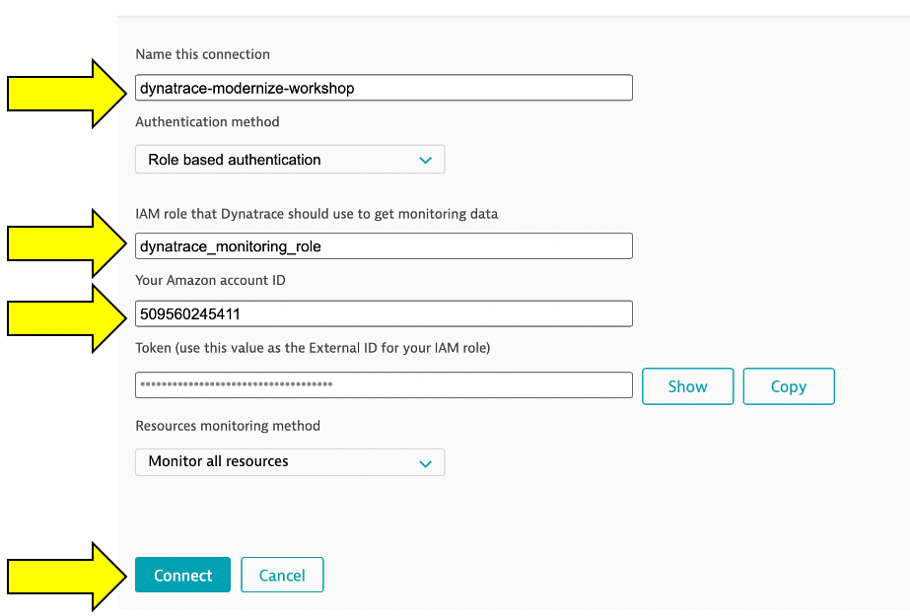 Name this connection
dynatrace-modernize-workshop
Authentication method
Role based authentication
IAM role that Dynatrace should use to get monitoring data
dynatrace_monitoring_role
Your Amazon account ID
509560245411
Token (use this value as the External ID for your IAM role)
••••••••••••••••••••••••••••••••••••
Show
Copy
Resources monitoring method
Monitor all resources
Connect
Cancel